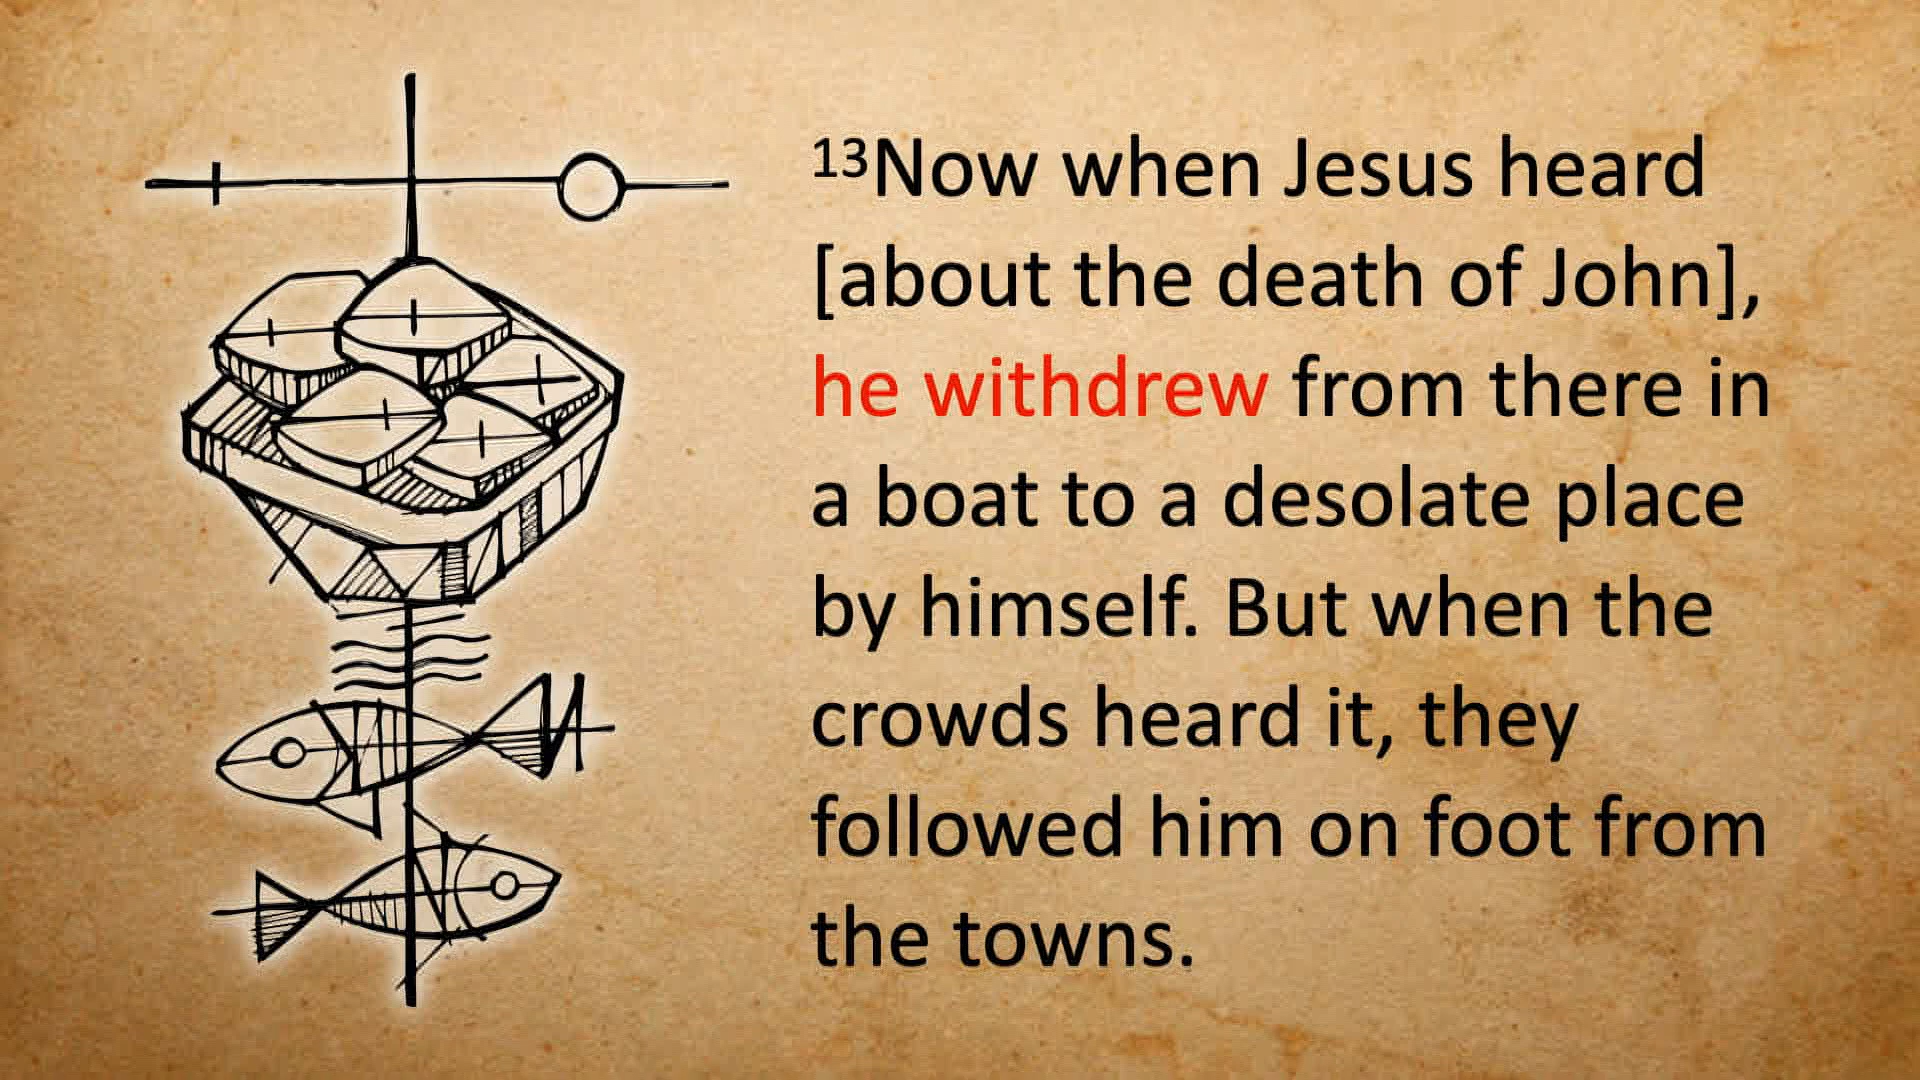 ¹³Now when Jesus heard
[about the death of John],
he withdrew from there in
a boat to a desolate place
by himself. But when the
crowds heard it, they
followed him on foot from
the towns.